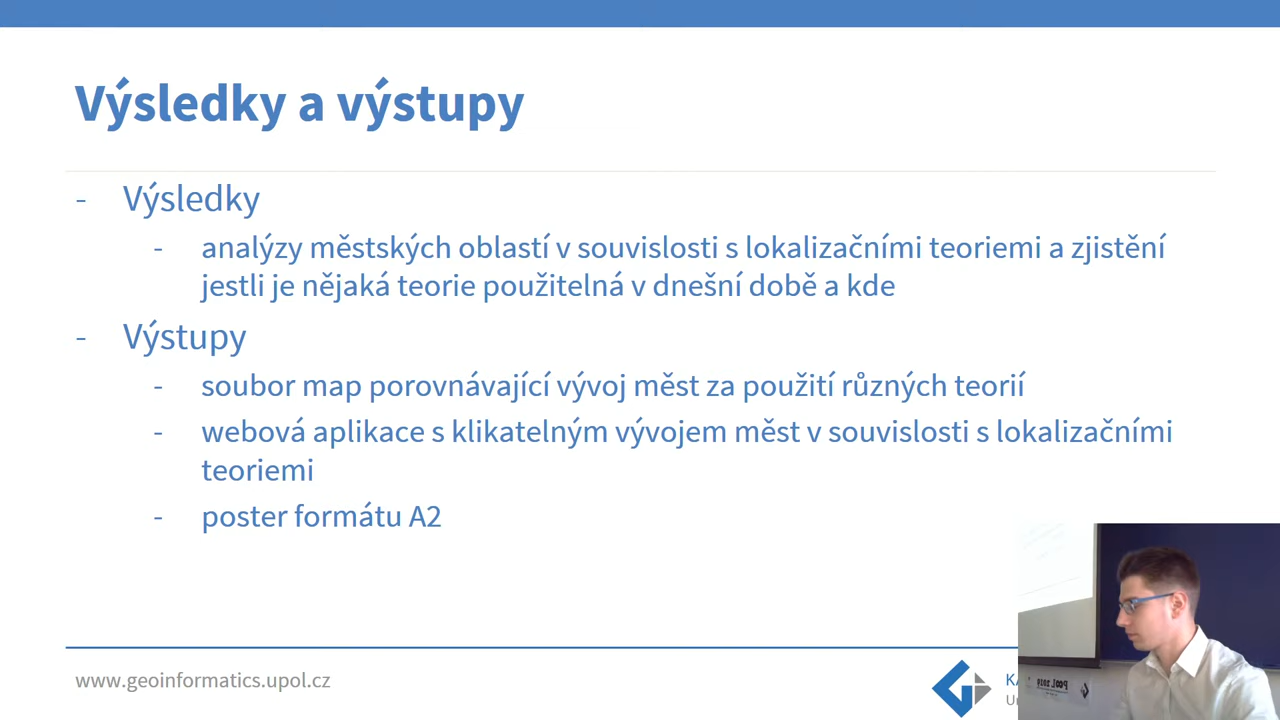 Výsledky a výstupy
- Výsledky
- analýzy městských oblastí v souvislosti s lokalizačními teoriemi a zjistění
jestli je nějaká teorie použitelná v dnešní době a kde
- Výstupy
- soubor map porovnávající vývoj měst za použití různých teorií
- webová aplikace s klikatelným vývojem měst v souvislosti s lokalizačními
teoriemi
- poster formátu A2
www.geoinformatics.upol.cz